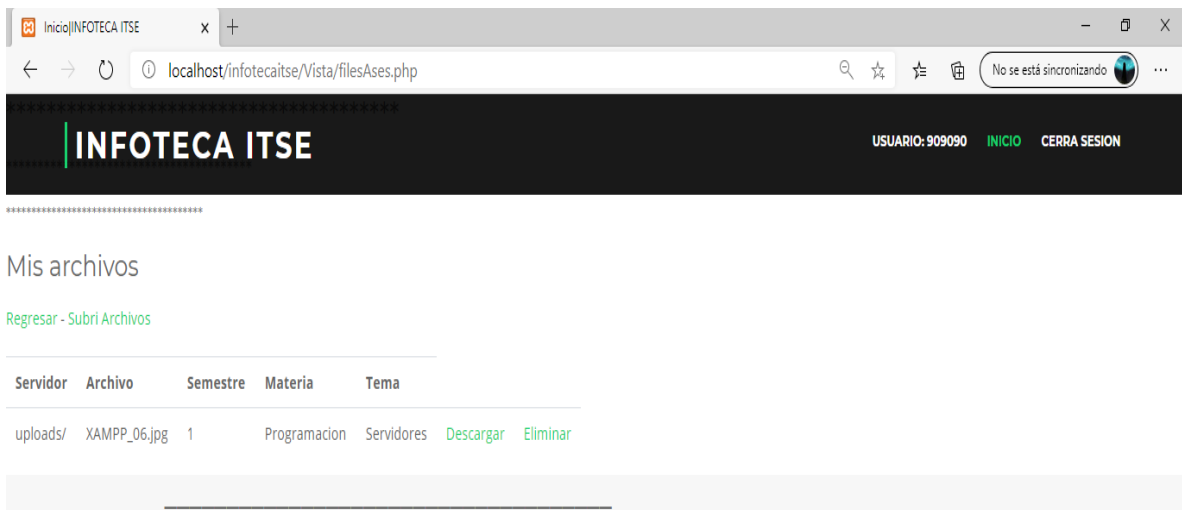 Inicio|INFOTECA ITSE
localhost/infotecaitse/Vista/filesAses.php
No se está sincronizando
INFOTECA ITSE
USUARIO: 909090 INICIO CERRA SESION
***************************************
Mis archivos
Regresar - Subri Archivos
Servidor Archivo Semestre Materia Tema
uploads/ XAMPP_06.jpg 1 Programacion Servidores Descargar Eliminar